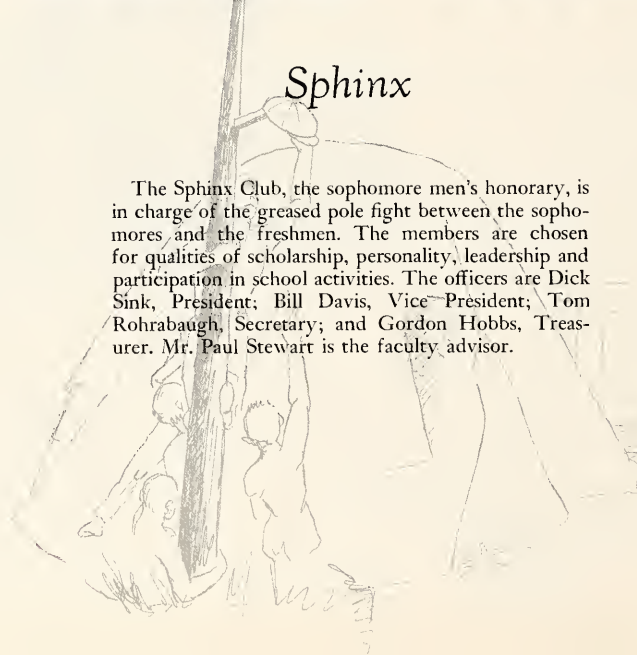 Sphinx
The Sphinx Club, the sophomore men's honorary, is
in charge of the greased pole fight between the sopho-
mores and the freshmen. The members are chosen
for qualities of scholarship, personality, leadership and
participation in school activities. The officers are Dick
Sink, President; Bill Davis, Vice President; Tom
Rohrabaugh, Secretary; and Gordon Hobbs, Treas-
urer. Mr. Paul Stewart is the faculty advisor.